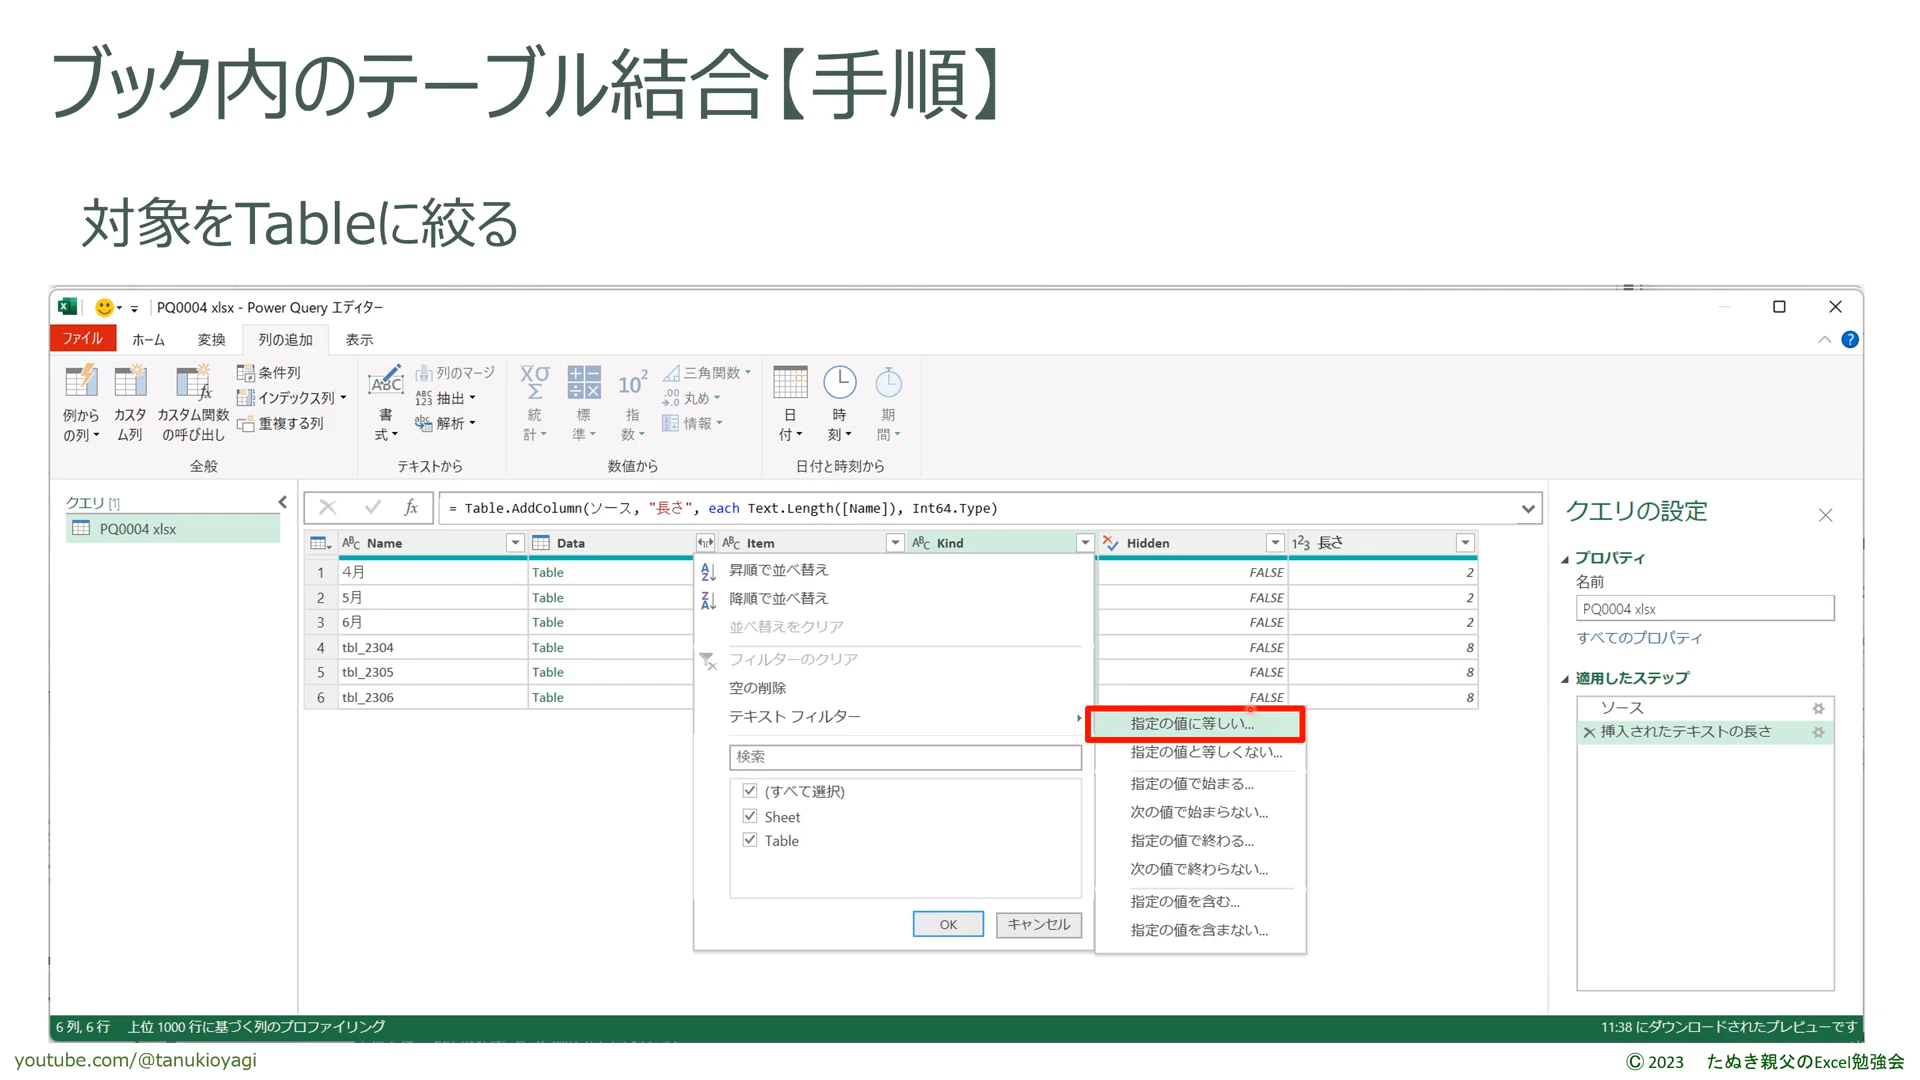 ブック内のテーブル結合【手順】
対象をTableに絞る
PQ0004 xlsx - Power Query エディター
ファイル ホーム 変換 列の追加 表示
例から
の列
カスタ
ム列
カスタム関数
の呼び出し
条件列
インデックス列
重複する列
全般
ABC
書
式
列のマージ
ABC 123 抽出
abc 解析
テキストから
XΣσ
統
計
標
準
10²
指
数
三角関数
.00 →.0 丸め
情報
数値から
日
付
時
刻
期
間
日付と時刻から
クエリ [1]
PQ0004 xlsx
fx = Table.AddColumn(ソース, "長さ", each Text.Length([Name]), Int64.Type)
ABC Name Data ABC Item ABC Kind Hidden 123 長さ
1 4月 Table FALSE 2
2 5月 Table FALSE 2
3 6月 Table FALSE 2
4 tbl_2304 Table FALSE 8
5 tbl_2305 Table FALSE 8
6 tbl_2306 Table FALSE 8
昇順で並べ替え
降順で並べ替え
並べ替えをクリア
フィルターのクリア
空の削除
テキスト フィルター
検索
(すべて選択)
Sheet
Table
OK キャンセル
指定の値に等しい...
指定の値と等しくない...
指定の値で始まる...
次の値で始まらない...
指定の値で終わる...
次の値で終わらない...
指定の値を含む...
指定の値を含まない...
クエリの設定
プロパティ
名前
PQ0004 xlsx
すべてのプロパティ
適用したステップ
ソース
挿入されたテキストの長さ
6 列, 6 行 上位 1000 行に基づく列のプロファイリング
11:38 にダウンロードされたプレビューです
youtube.com/@tanukioyagi
© 2023 たぬき親父のExcel勉強会